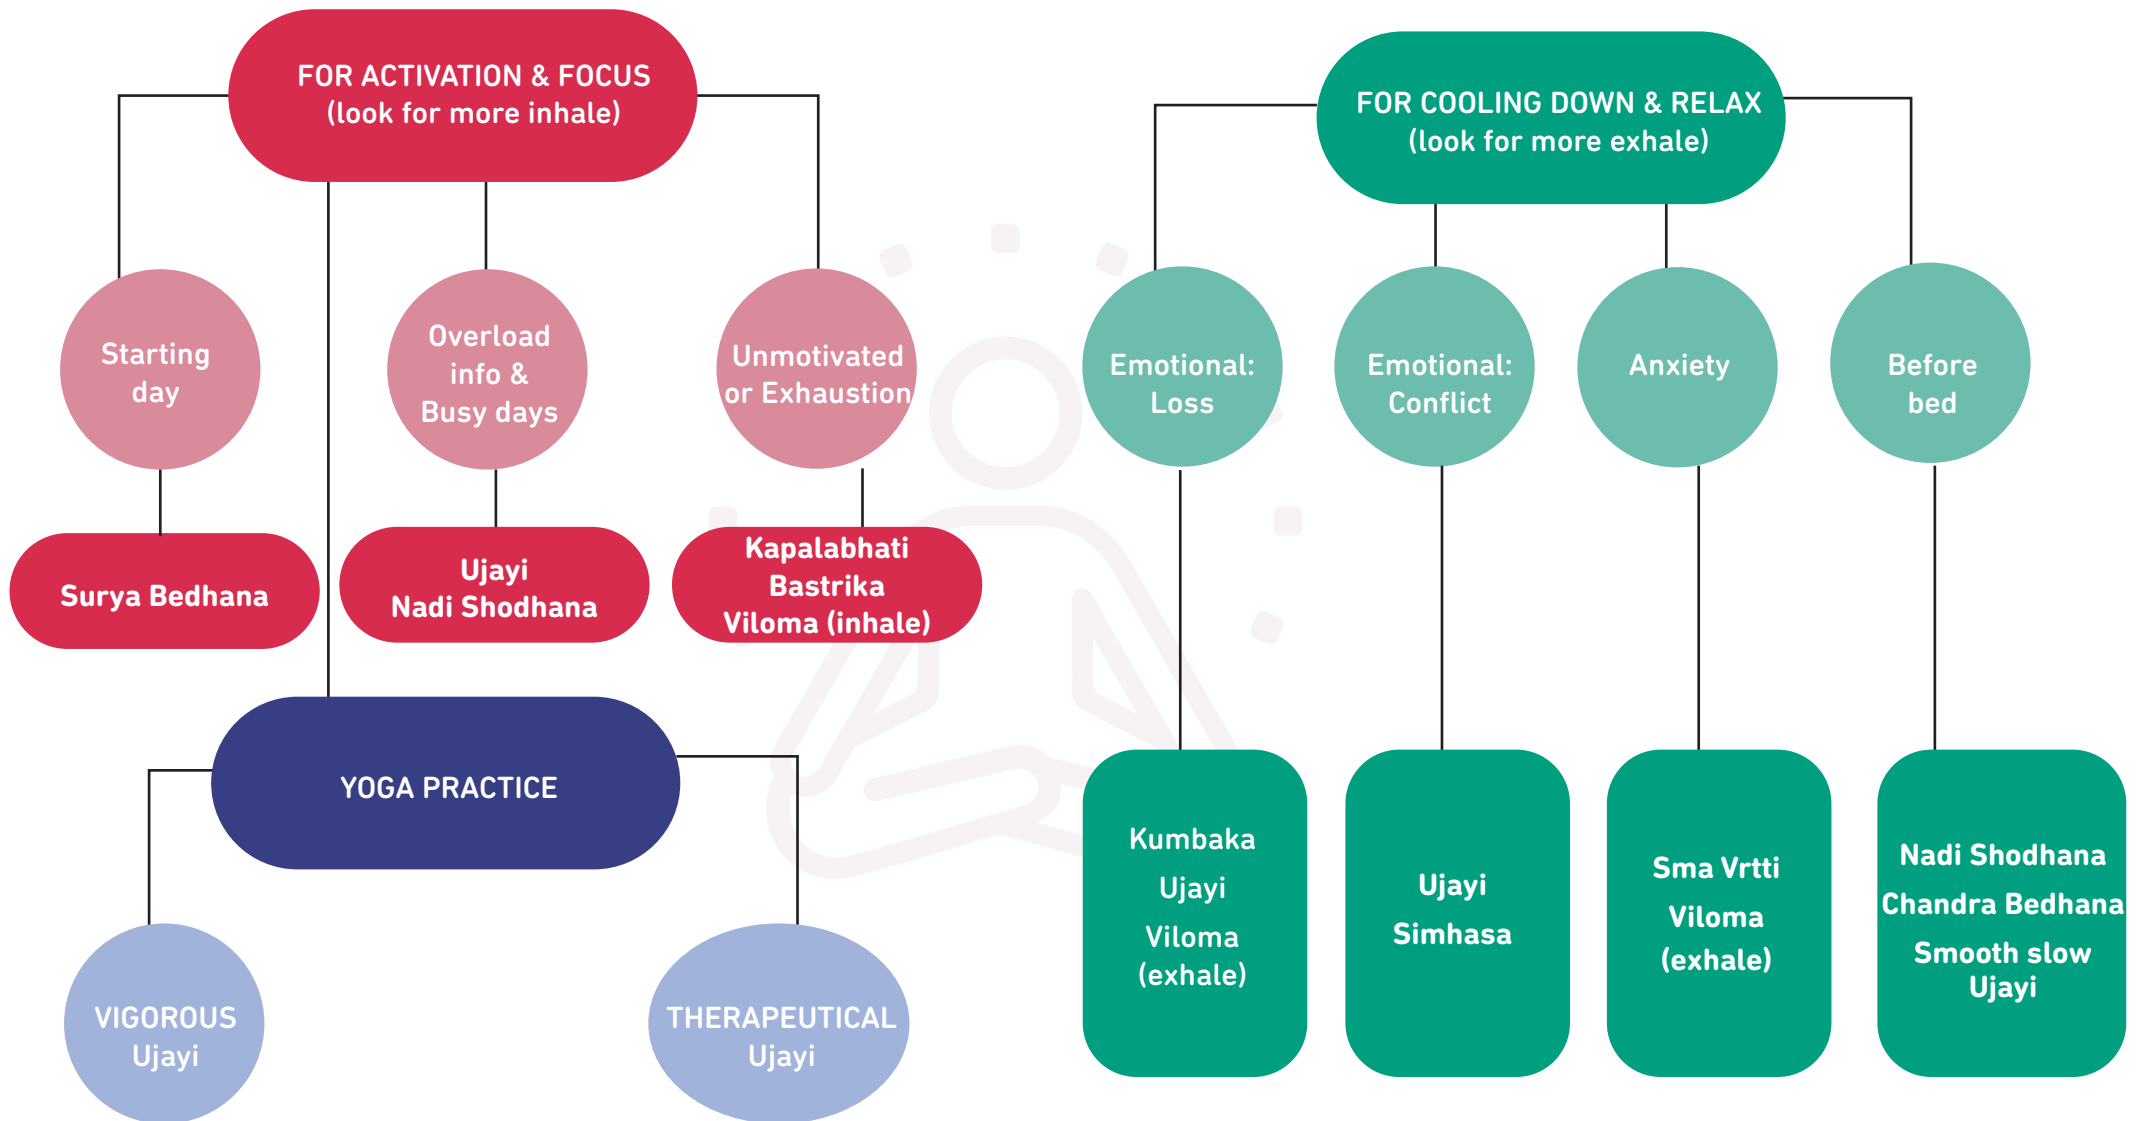 FOR ACTIVATION & FOCUS
(look for more inhale)
Starting
day
Overload
info &
Busy days
Unmotivated
or Exhaustion
Surya Bedhana
Ujayi
Nadi Shodhana
Kapalabhati
Bastrika
Viloma (inhale)
YOGA PRACTICE
VIGOROUS
Ujayi
THERAPEUTICAL
Ujayi
FOR COOLING DOWN & RELAX
(look for more exhale)
Emotional:
Loss
Emotional:
Conflict
Anxiety
Before
bed
Kumbaka
Ujayi
Viloma
(exhale)
Ujayi
Simhasa
Sma Vrtti
Viloma
(exhale)
Nadi Shodhana
Chandra Bedhana
Smooth slow
Ujayi